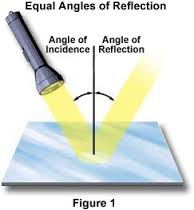 Equal Angles of Reflection
Angle of Incidence
Angle of Reflection
Figure 1